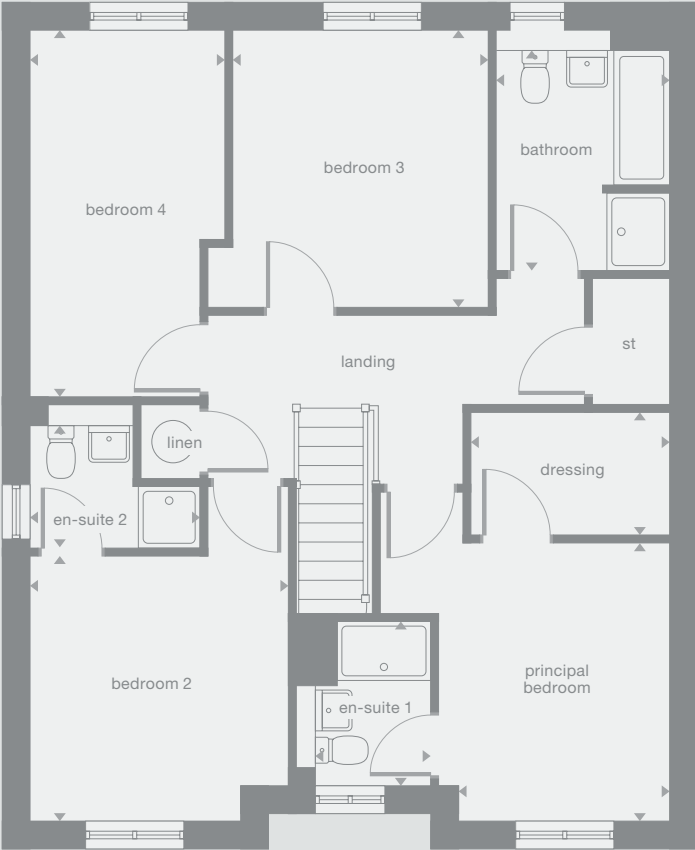 bathroom
bedroom 3
bedroom 4
landing
st
linen
dressing
en-suite 2
bedroom 2
principal
bedroom
en-suite 1